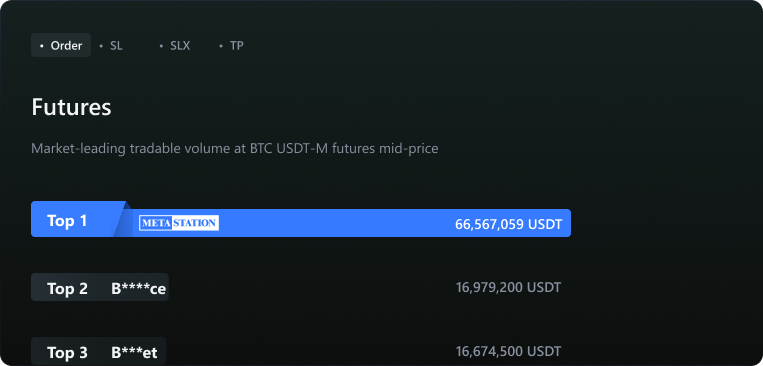 • Order • SL • SLX • TP
Futures
Market-leading tradable volume at BTC USDT-M futures mid-price
Top 1 METASTATION 66,567,059 USDT
Top 2 B****ce 16,979,200 USDT
Top 3 B***et 16,674,500 USDT